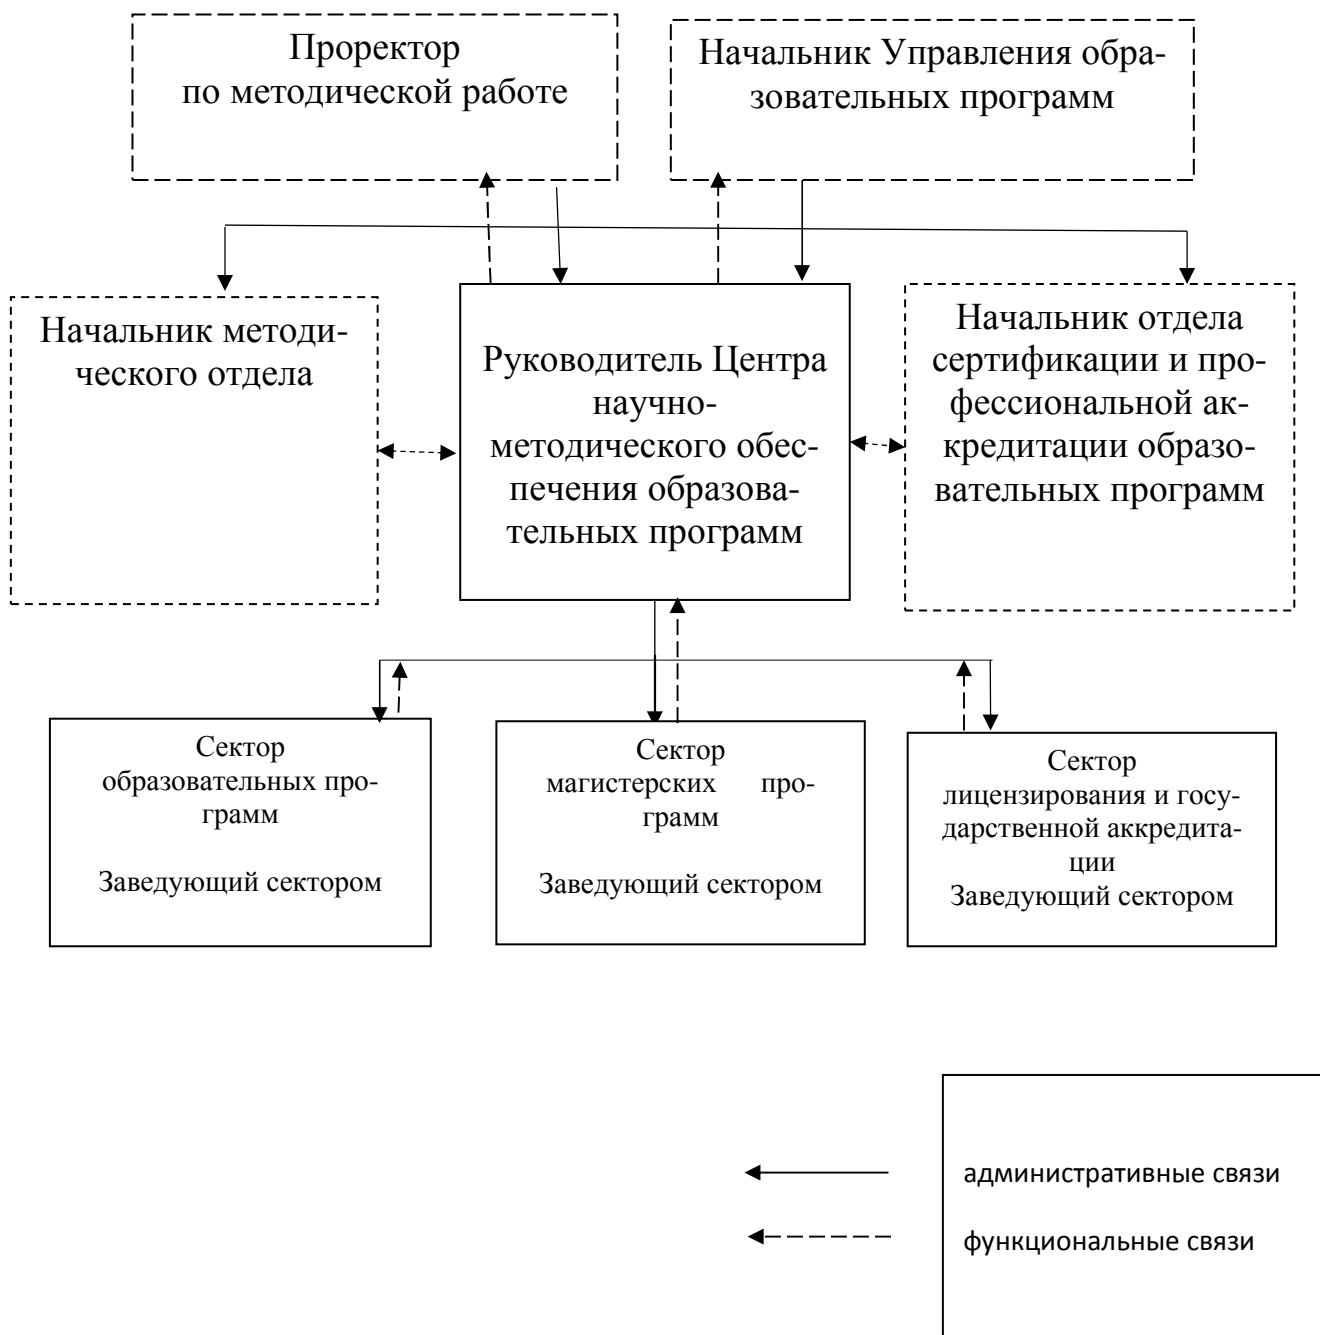 Проректор
по методической работе
Начальник Управления обра-
зовательных программ
Начальник методи-
ческого отдела
Руководитель Центра
научно-
методического обес-
печения образова-
тельных программ
Начальник отдела
сертификации и про-
фессиональной ак-
кредитации образо-
вательных программ
Сектор
образовательных про-
грамм
Заведующий сектором
Сектор
магистерских про-
грамм
Заведующий сектором
Сектор
лицензирования и госу-
дарственной аккредита-
ции
Заведующий сектором
административные связи
функциональные связи